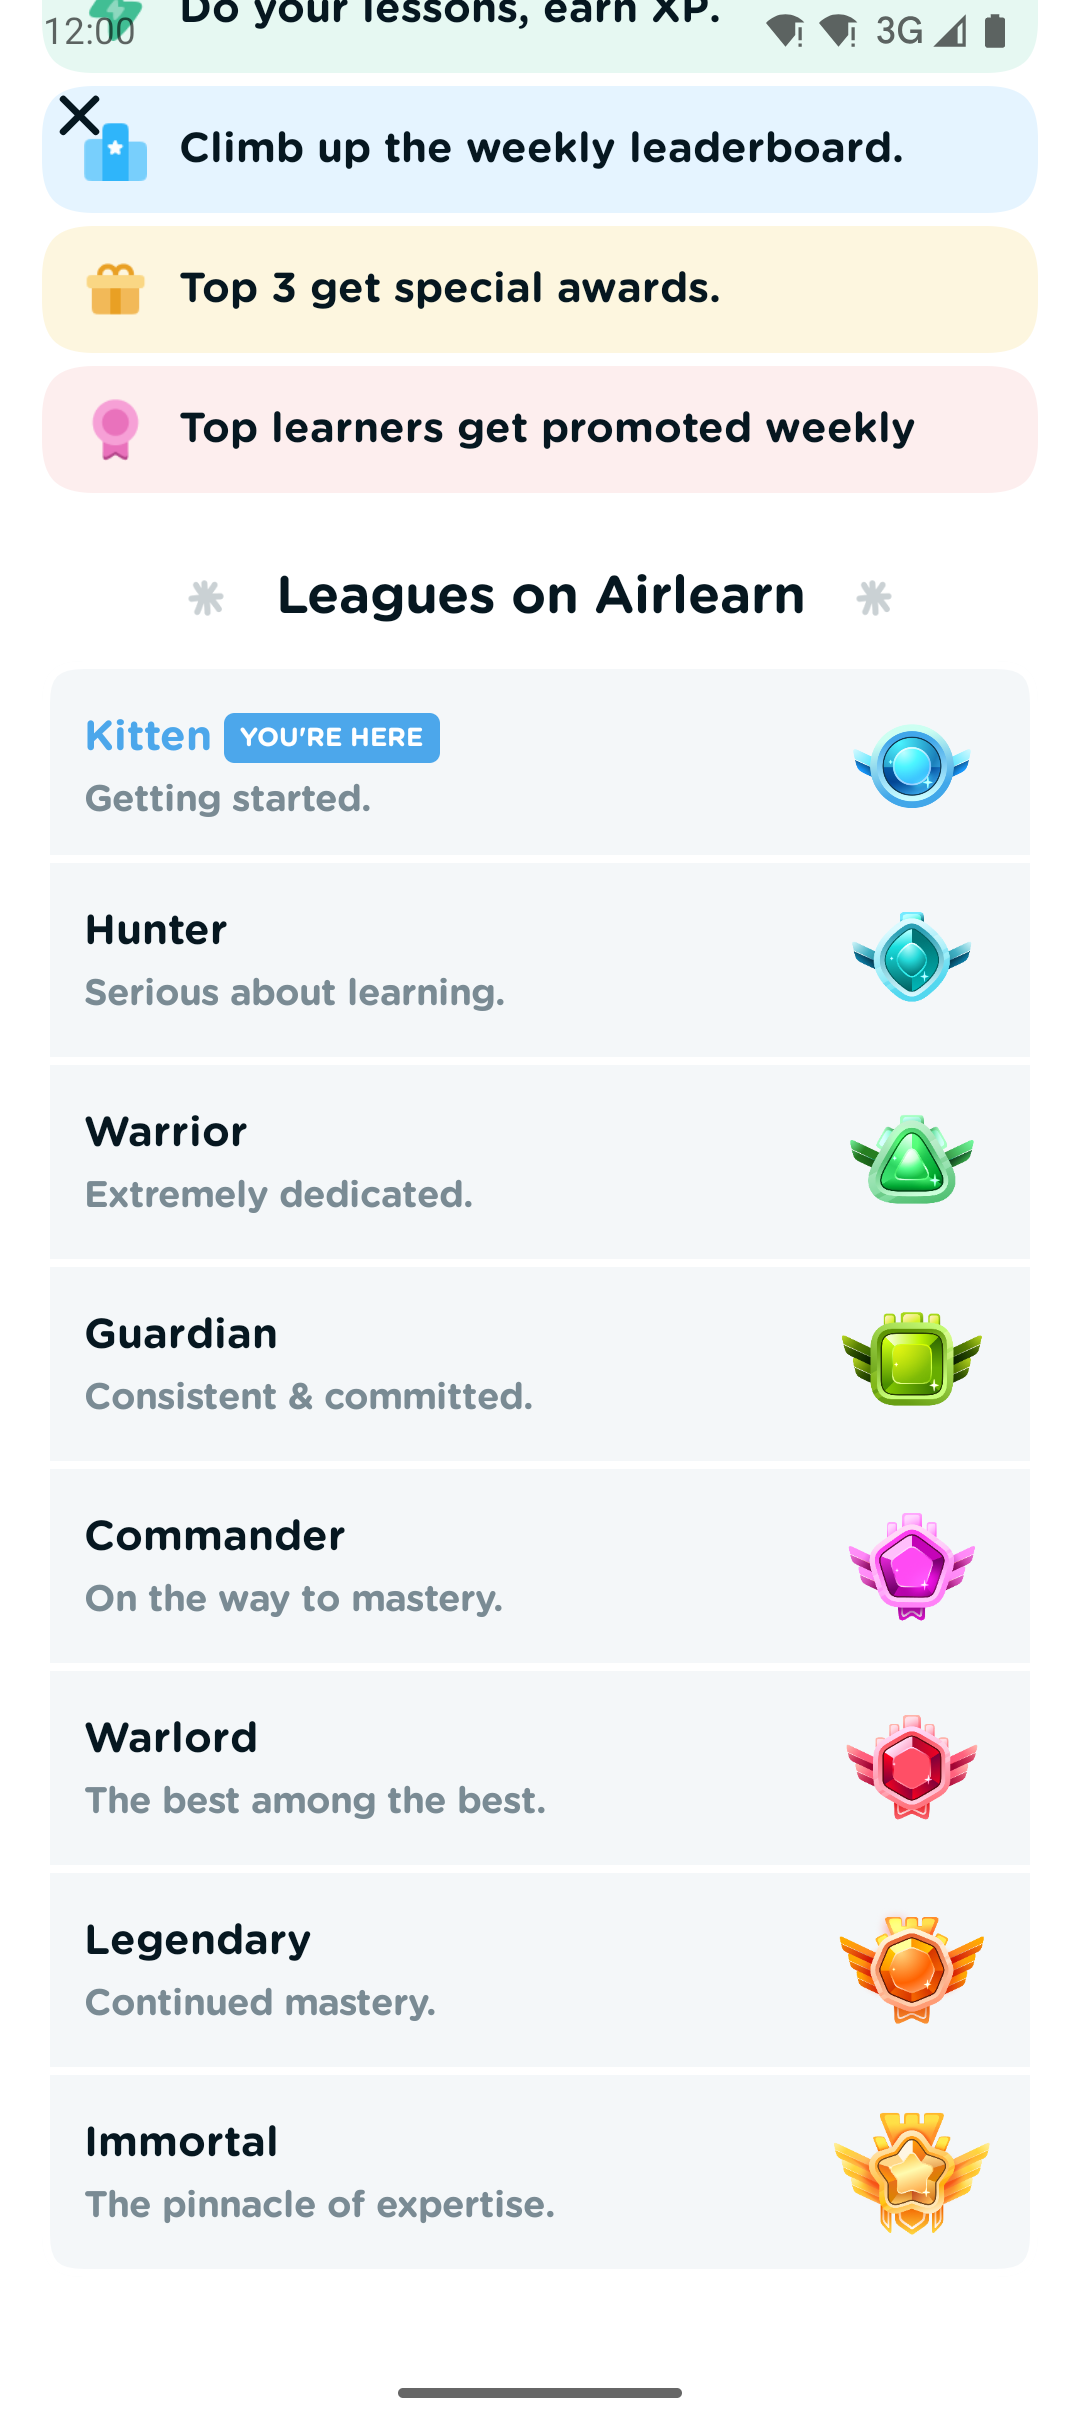 Do your lessons, earn XP.
12:00
3G
Climb up the weekly leaderboard.
Top 3 get special awards.
Top learners get promoted weekly
Leagues on Airlearn
Kitten YOU'RE HERE
Getting started.
Hunter
Serious about learning.
Warrior
Extremely dedicated.
Guardian
Consistent & committed.
Commander
On the way to mastery.
Warlord
The best among the best.
Legendary
Continued mastery.
Immortal
The pinnacle of expertise.